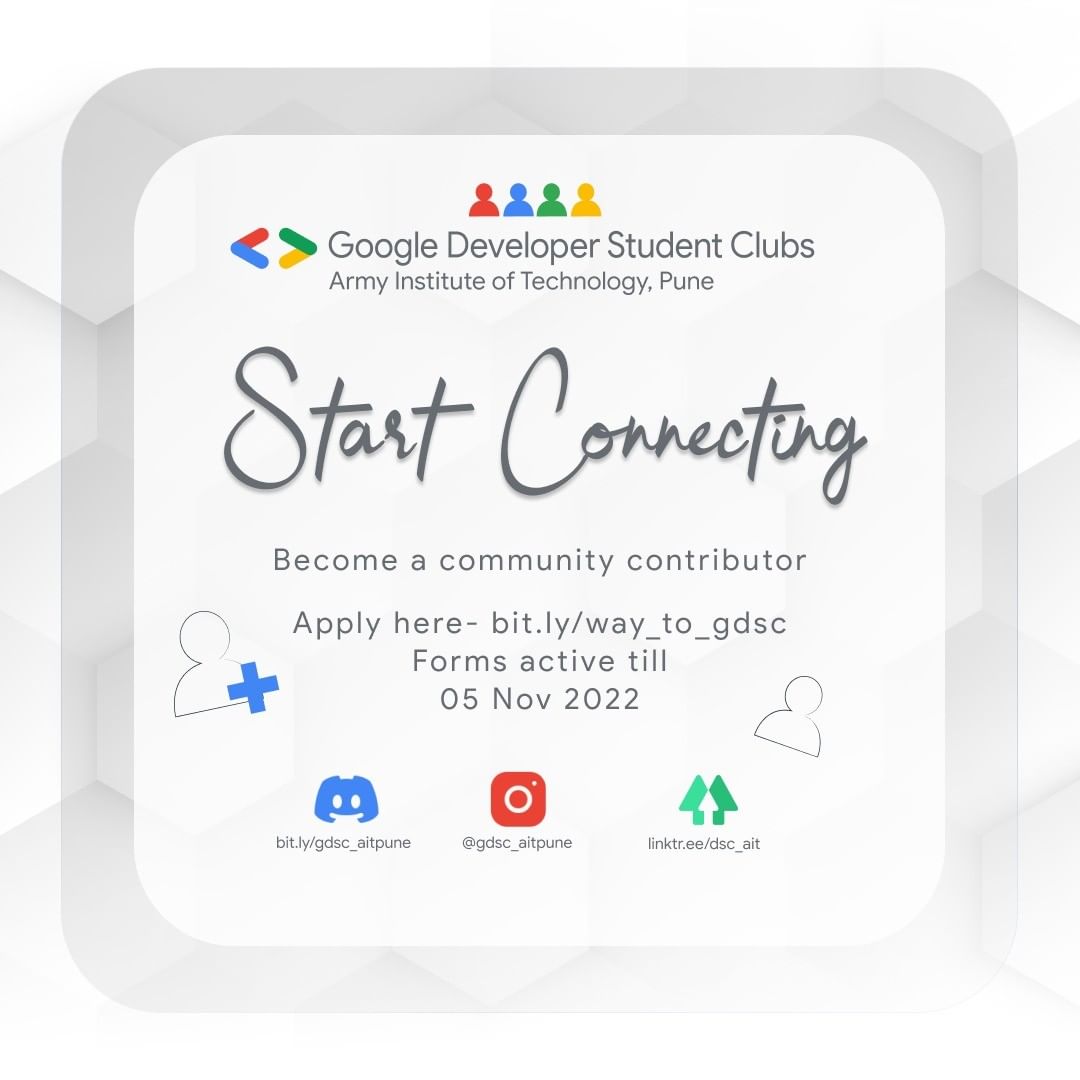 Google Developer Student Clubs
Army Institute of Technology, Pune
Start Connecting
Become a community contributor
Apply here- bit.ly/way_to_gdsc
Forms active till
05 Nov 2022
bit.ly/gdsc_aitpune
@gdsc_aitpune
linktr.ee/dsc_ait